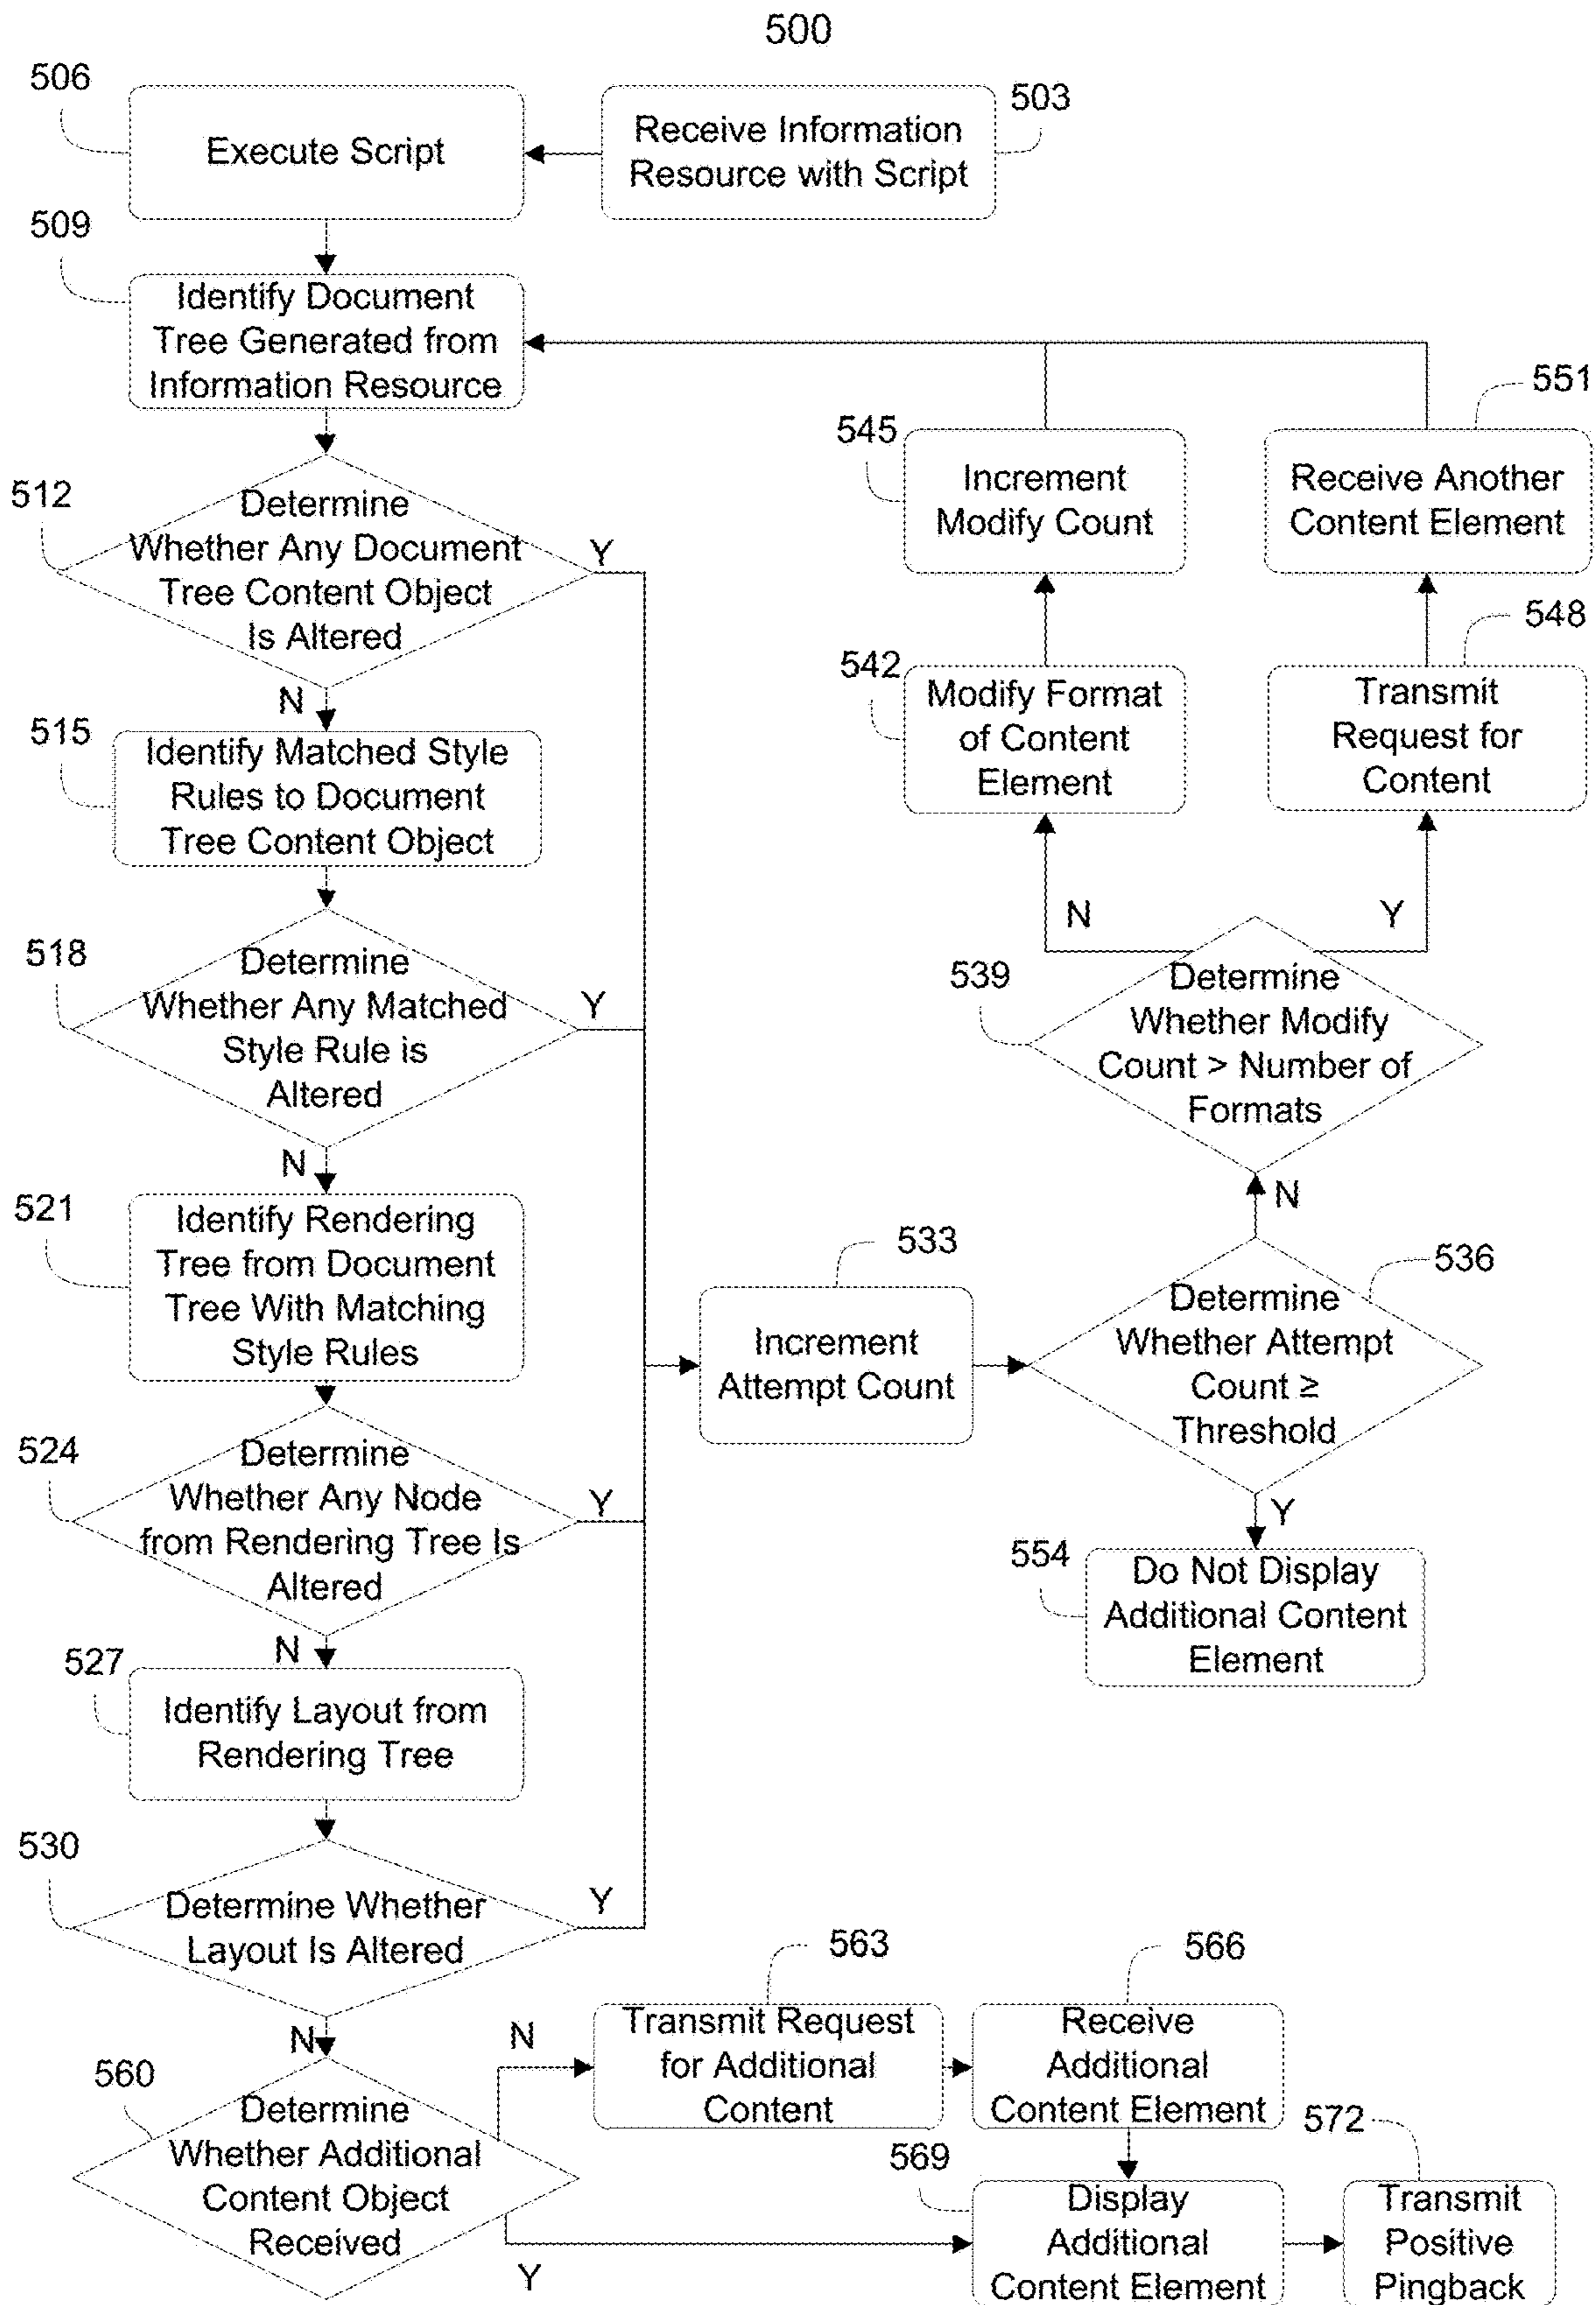 500
506
Execute Script
503
Receive Information
Resource with Script
509
Identify Document
Tree Generated from
Information Resource
512
Determine
Whether Any Document
Tree Content Object
Is Altered
Y
N
515
Identify Matched Style
Rules to Document
Tree Content Object
518
Determine
Whether Any Matched
Style Rule is
Altered
Y
N
521
Identify Rendering
Tree from Document
Tree With Matching
Style Rules
524
Determine
Whether Any Node
from Rendering Tree Is
Altered
Y
N
527
Identify Layout from
Rendering Tree
530
Determine Whether
Layout Is Altered
Y
N
533
Increment
Attempt Count
536
Determine
Whether Attempt
Count ≥
Threshold
N
Y
539
Determine
Whether Modify
Count > Number of
Formats
N
Y
542
Modify Format
of Content
Element
545
Increment
Modify Count
548
Transmit
Request for
Content
551
Receive Another
Content Element
554
Do Not Display
Additional Content
Element
560
Determine
Whether Additional
Content Object
Received
N
Y
563
Transmit Request
for Additional
Content
566
Receive
Additional
Content Element
569
Display
Additional
Content Element
572
Transmit
Positive
Pingback